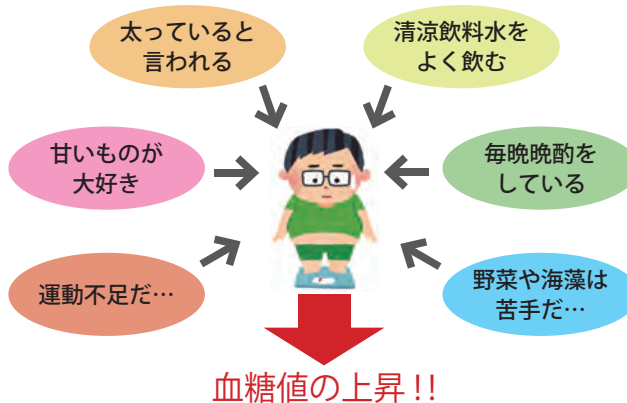 太っていると
言われる
清涼飲料水を
よく飲む
甘いものが
大好き
毎晩晩酌を
している
運動不足だ…
野菜や海藻は
苦手だ…
血糖値の上昇!!